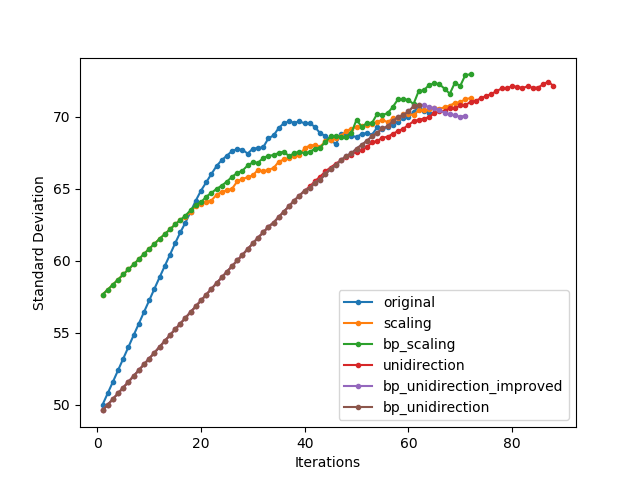 70
65
60
55
50
Standard Deviation
original
scaling
bp_scaling
unidirection
bp_unidirection_improved
bp_unidirection
0
20
40
60
80
Iterations